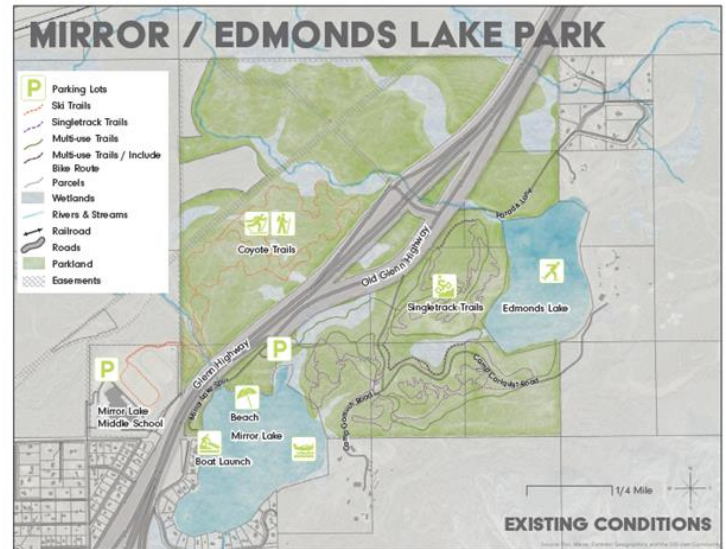 MIRROR / EDMONDS LAKE PARK
P Parking Lots
Ski Trails
Singletrack Trails
Multi-use Trails
Multi-use Trails / Include
Bike Route
Parcels
Wetlands
Rivers & Streams
Railroad
Roads
Parkland
Easements
Coyote Trails
Old Glenn Highway
Singletrack Trails
Edmonds Lake
P
Glenn Highway
P
Mirror Lake
Middle School
Beach
Mirror Lake
Boat Launch
Road
1/4 Mile
EXISTING CONDITIONS